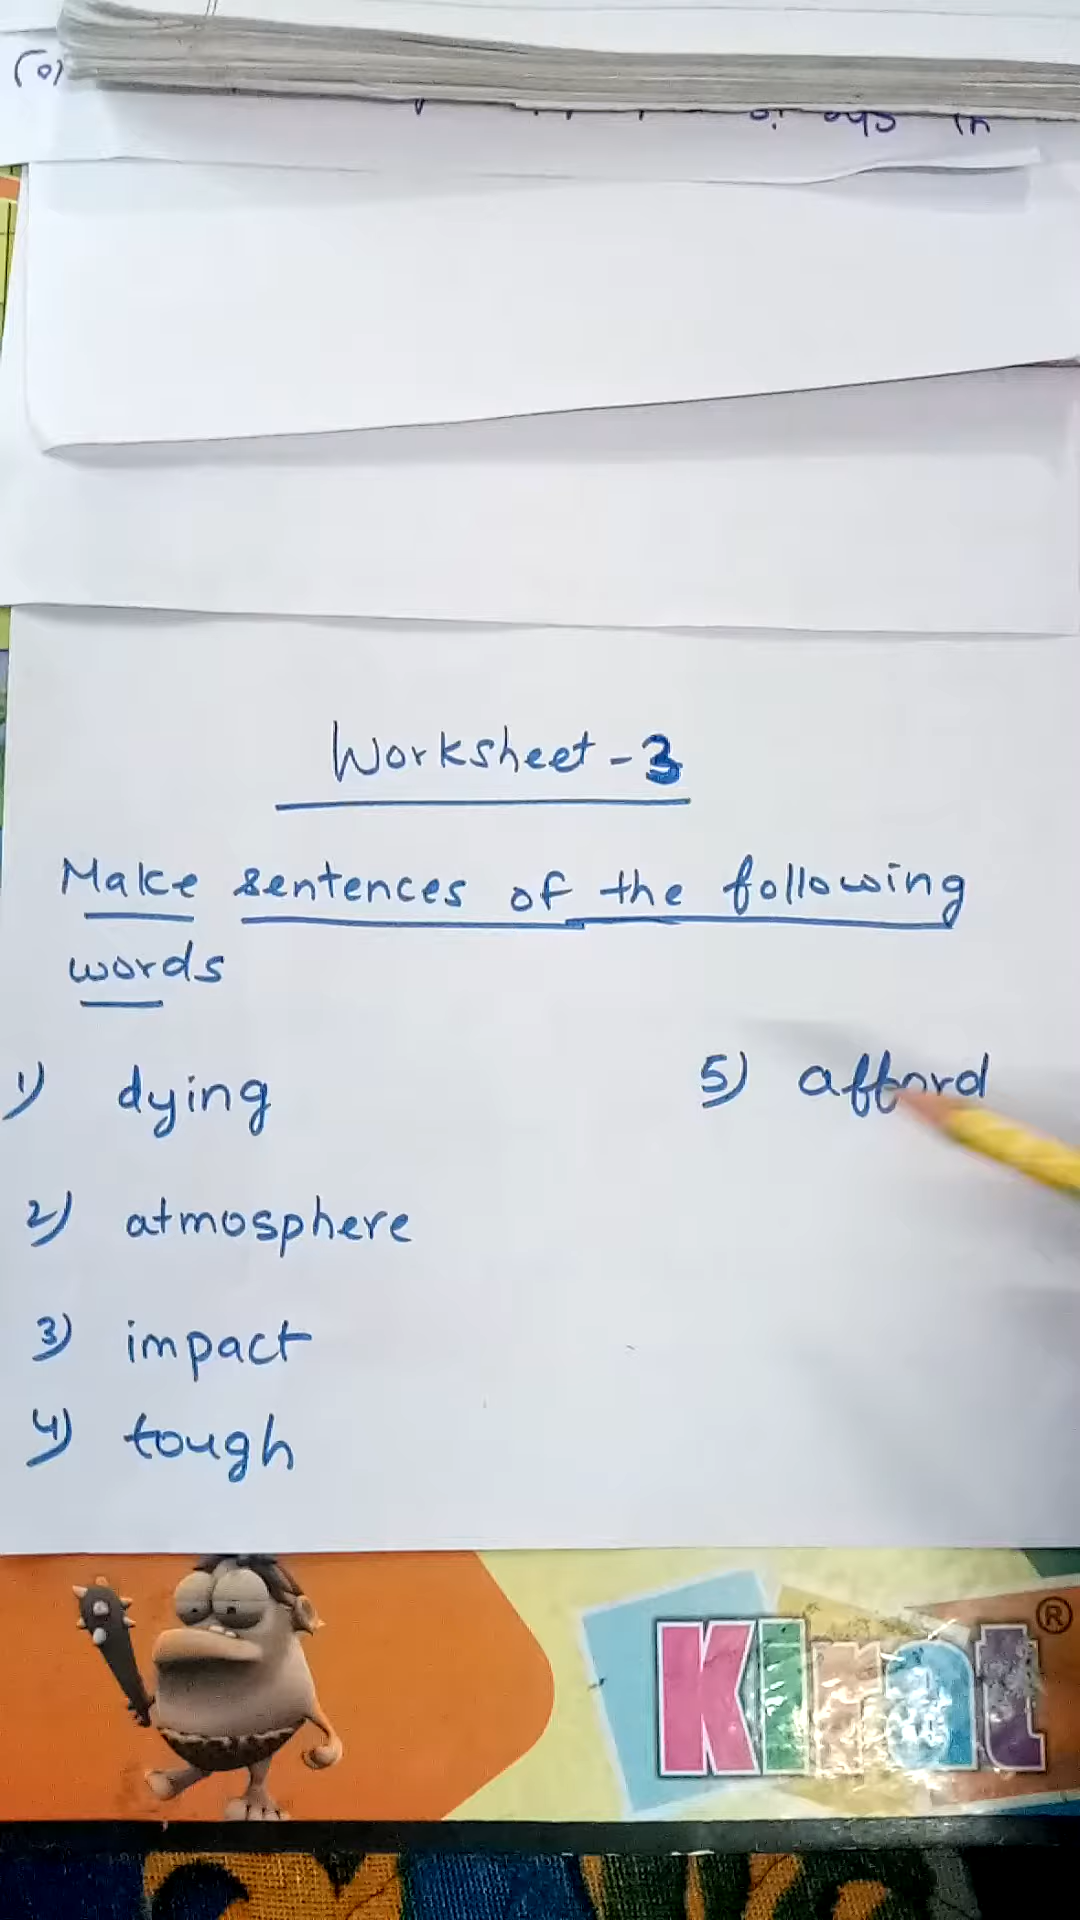 Worksheet - 3
Make sentences of the following
words
1) dying
5) afford
2) atmosphere
3) impact
4) tough
Kirat ®